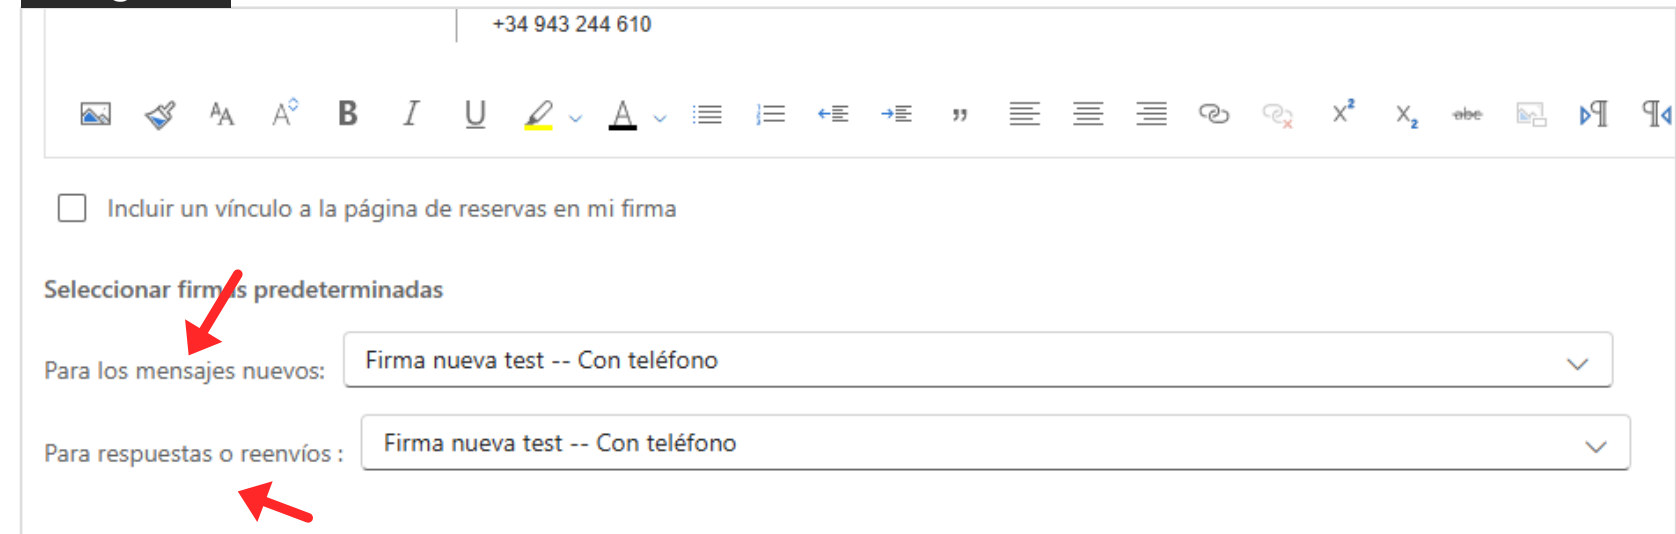 +34 943 244 610
Incluir un vínculo a la página de reservas en mi firma
Seleccionar firmas predeterminadas
Para los mensajes nuevos: Firma nueva test -- Con teléfono
Para respuestas o reenvíos : Firma nueva test -- Con teléfono